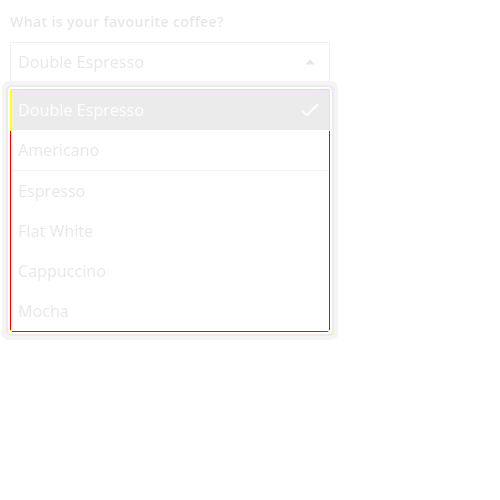 What is your favourite coffee?
Double Espresso
Double Espresso
Americano
Espresso
Flat White
Cappuccino
Mocha